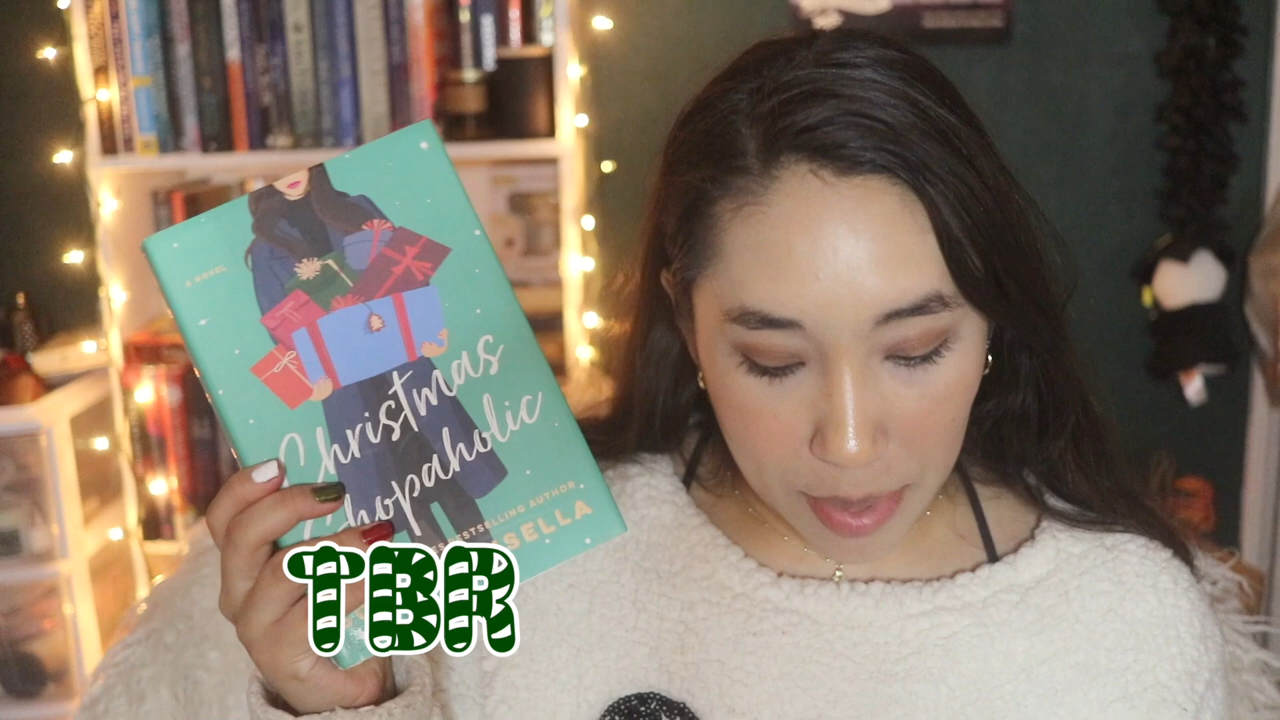 A NOVEL
Christmas
Shopaholic
BESTSELLING AUTHOR
SELLA
TBR